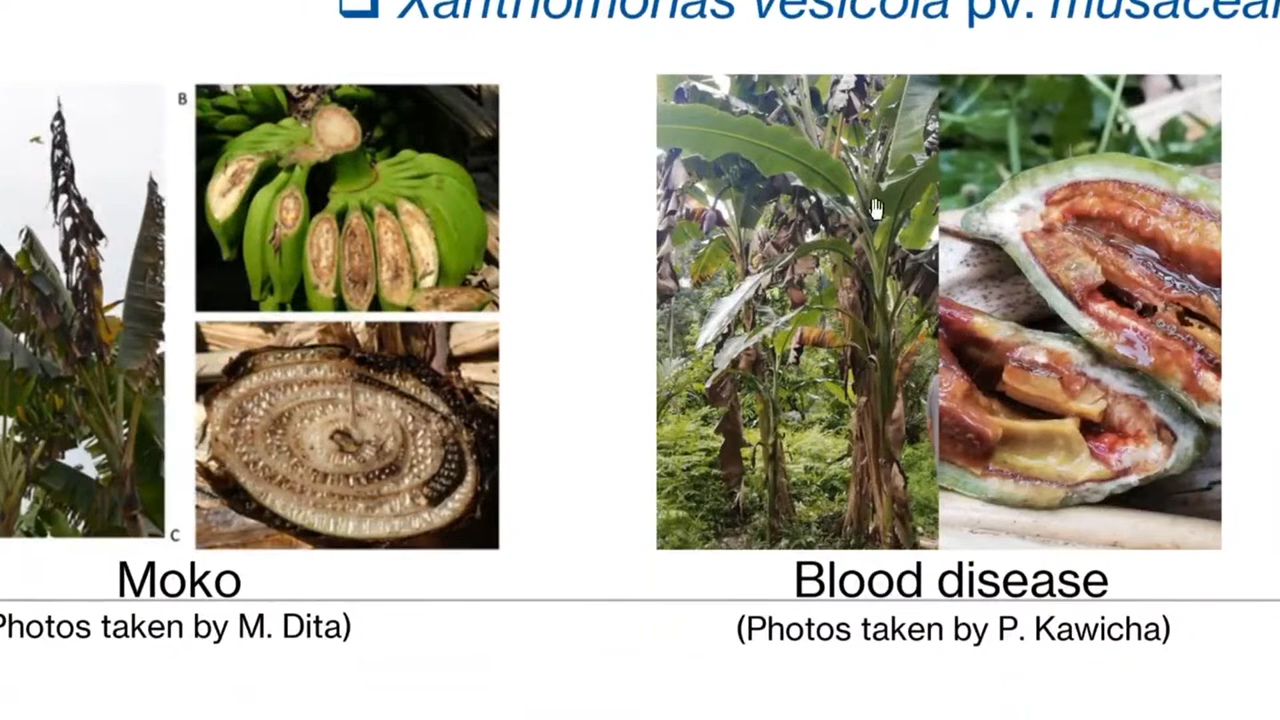 Xanthomonas vesicola pv. musacear
B
C
Moko
Blood disease
Photos taken by M. Dita)
(Photos taken by P. Kawicha)